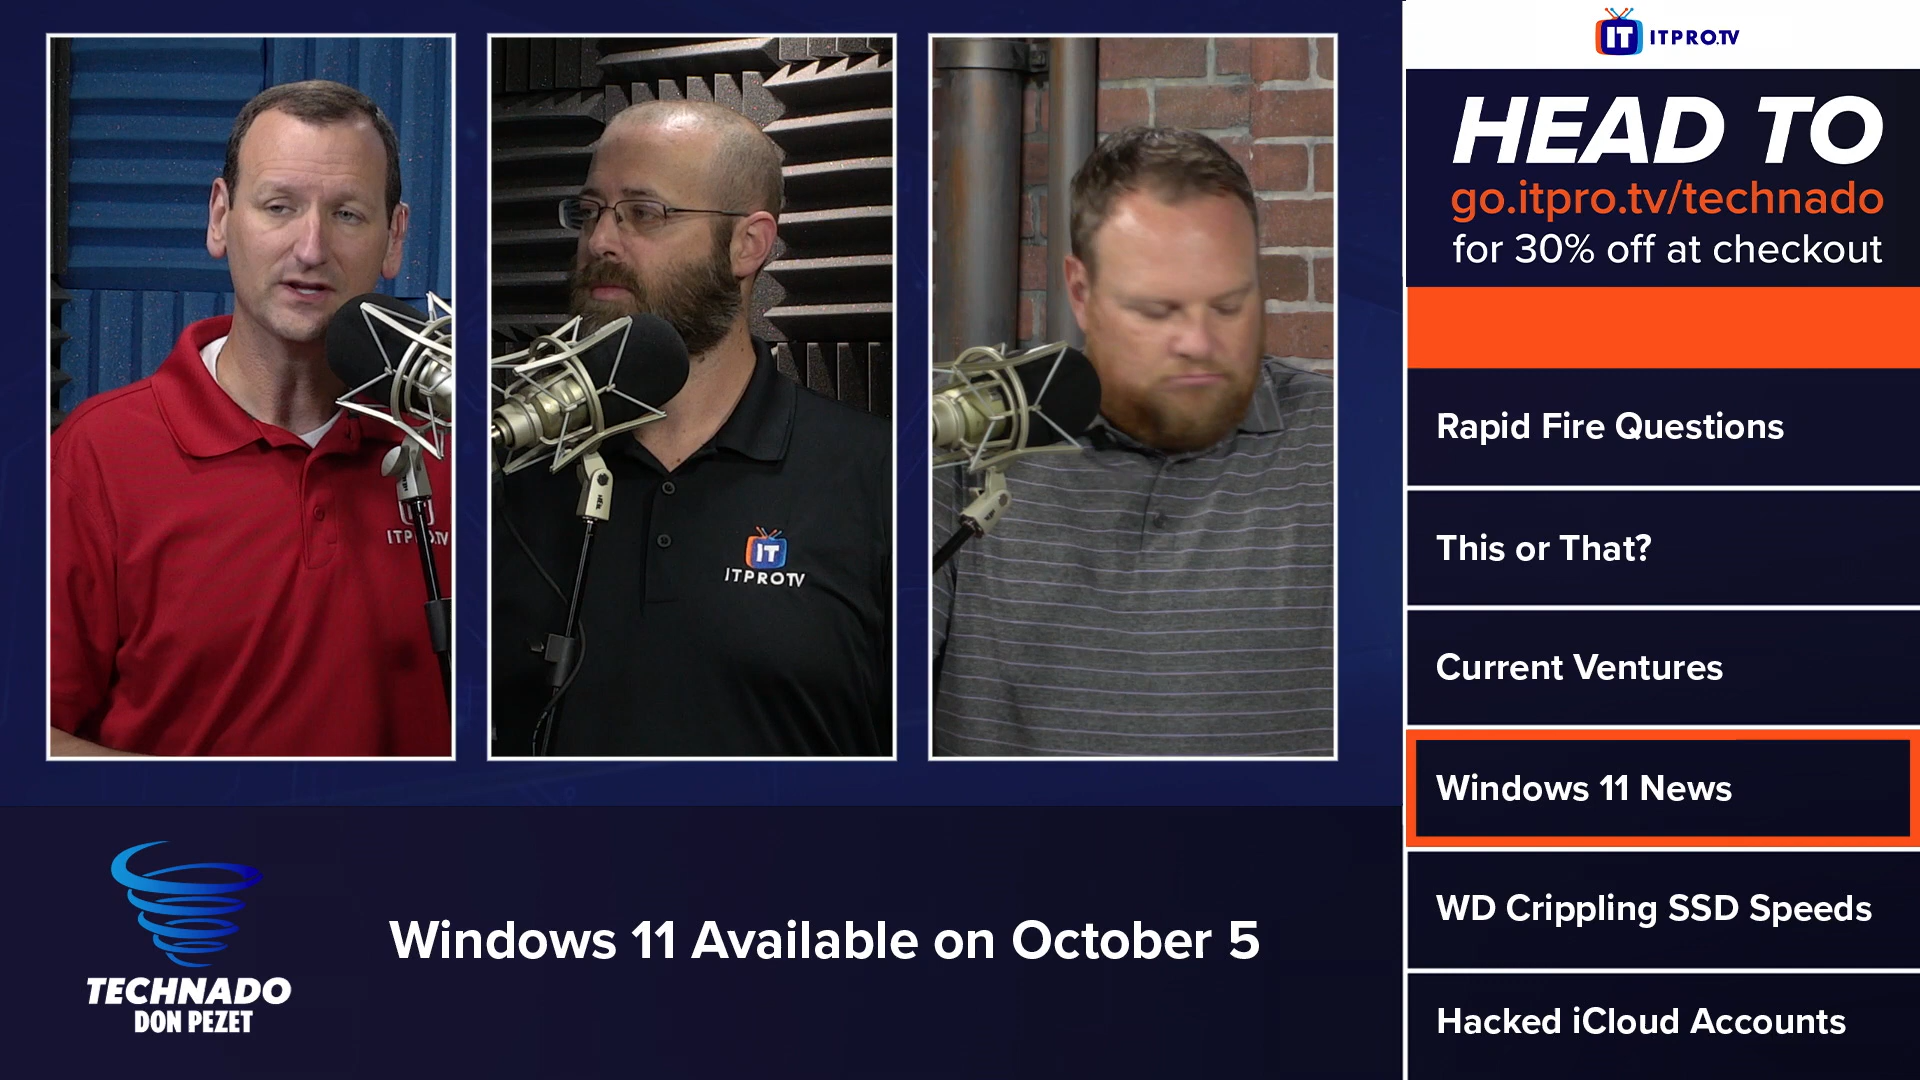 IT ITPRO.TV
HEAD TO
go.itpro.tv/technado
for 30% off at checkout
Rapid Fire Questions
This or That?
Current Ventures
Windows 11 News
WD Crippling SSD Speeds
Hacked iCloud Accounts
Windows 11 Available on October 5
TECHNADO
DON PEZET
IT
ITPROTV